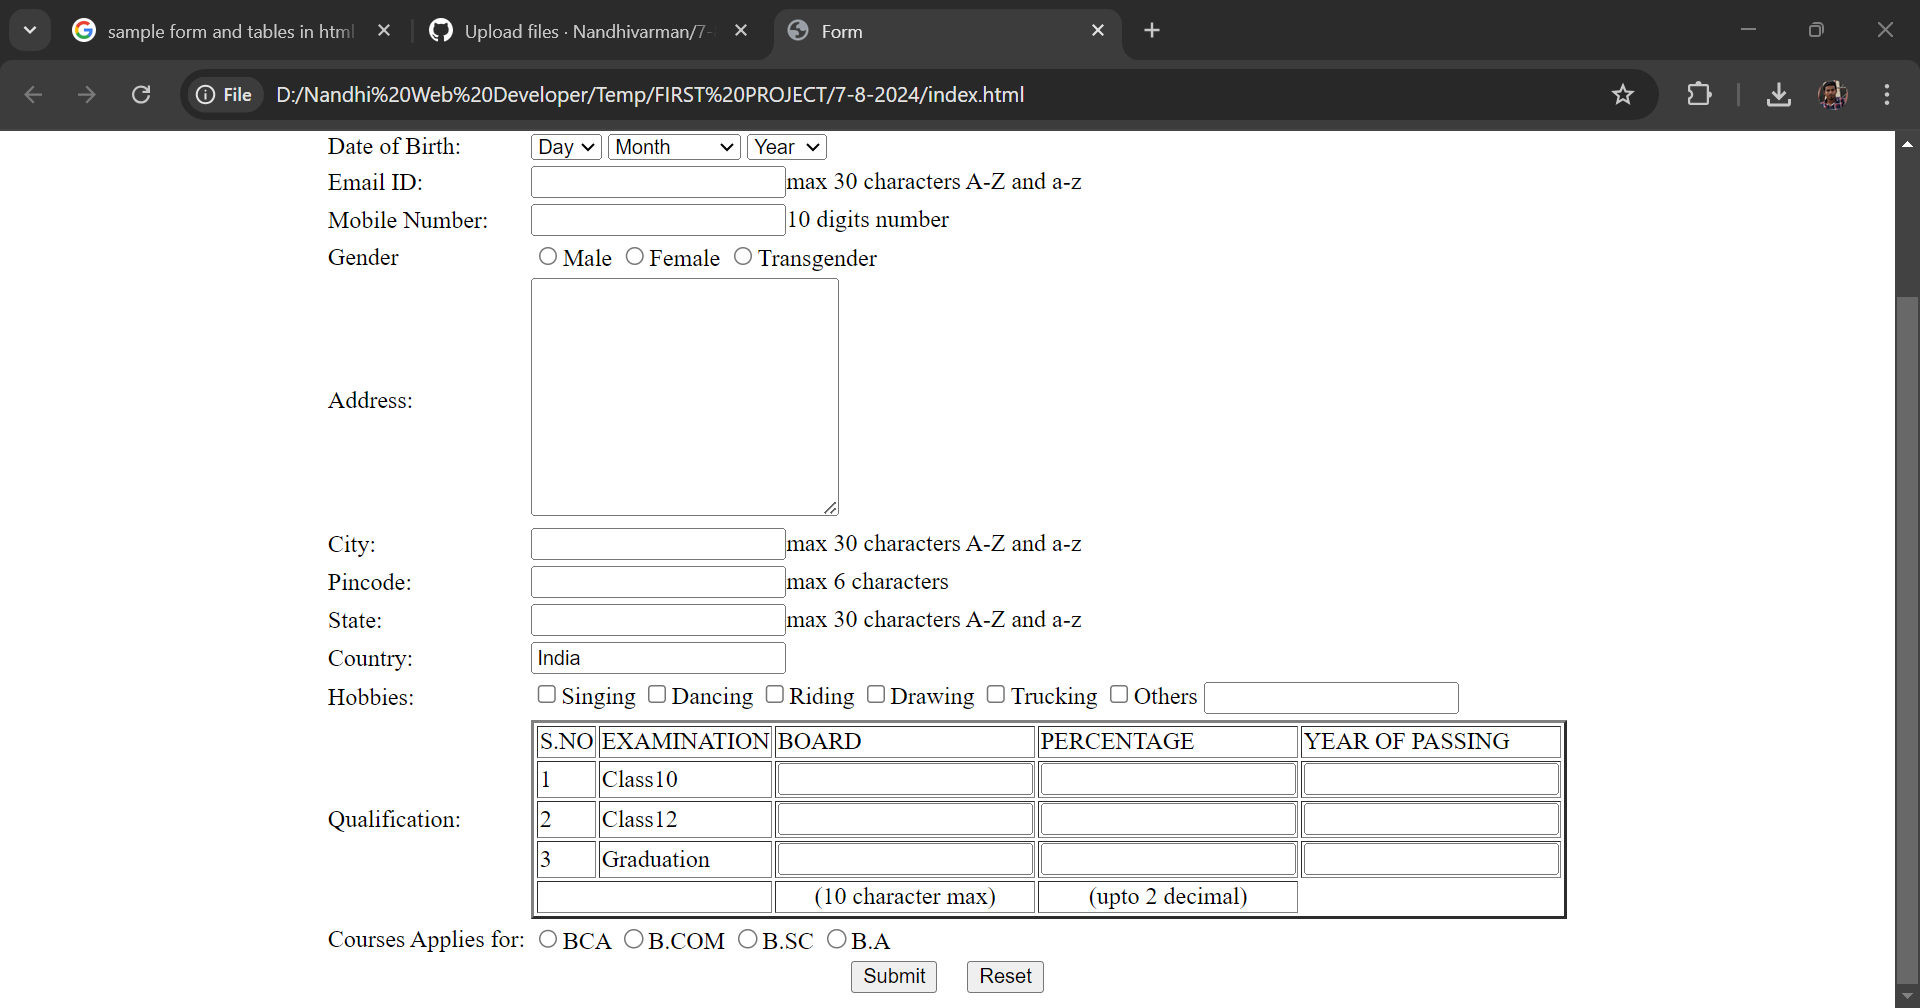 sample form and tables in html
Upload files · Nandhivarman/7-
Form
File
D:/Nandhi%20Web%20Developer/Temp/FIRST%20PROJECT/7-8-2024/index.html
Date of Birth: Day Month Year
Email ID: max 30 characters A-Z and a-z
Mobile Number: 10 digits number
Gender Male Female Transgender
Address:
City: max 30 characters A-Z and a-z
Pincode: max 6 characters
State: max 30 characters A-Z and a-z
Country: India
Hobbies: Singing Dancing Riding Drawing Trucking Others
S.NO EXAMINATION BOARD PERCENTAGE YEAR OF PASSING
1 Class10
Qualification: 2 Class12
3 Graduation
(10 character max) (upto 2 decimal)
Courses Applies for: BCA B.COM B.SC B.A
Submit Reset